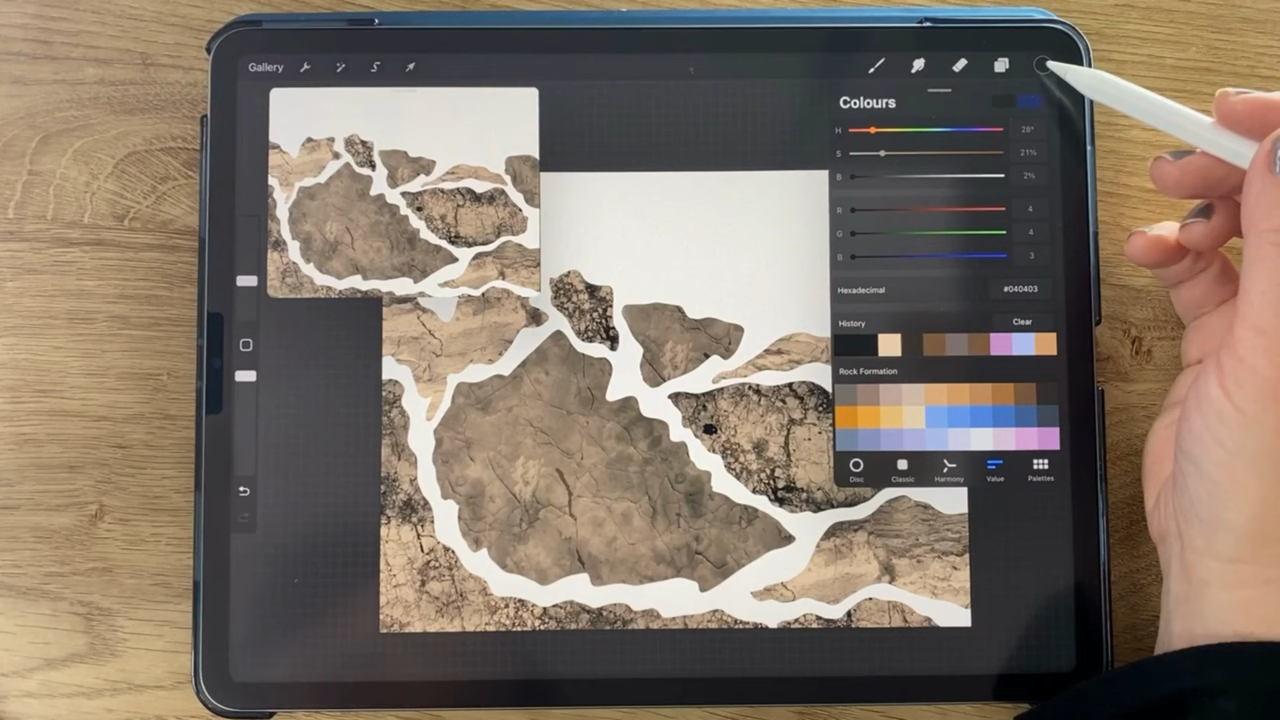 Gallery
Colours
H 28°
S 21%
B 2%
R 4
G 4
B 3
Hexadecimal #040403
History Clear
Rock Formation
Disc Classic Harmony Value Palettes